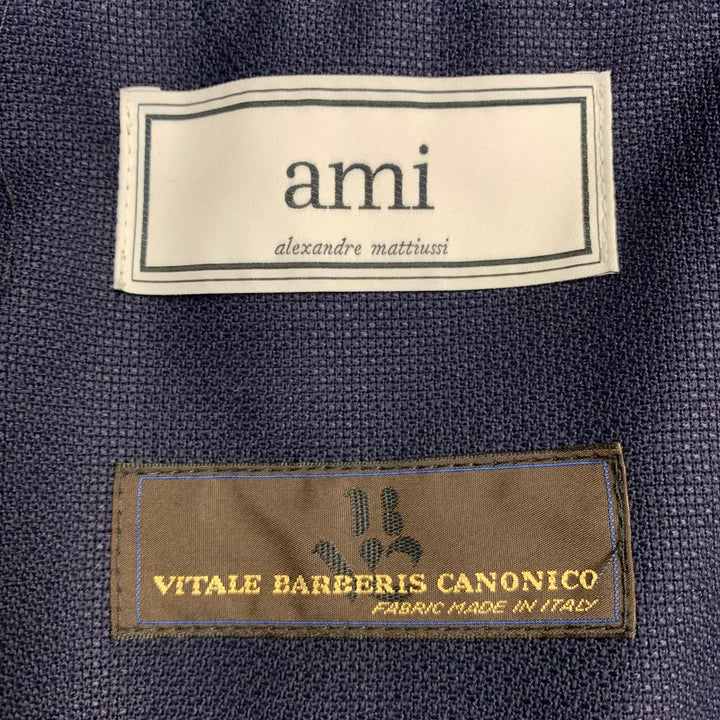 ami
alexandre mattiussi
VITALE BARBERIS CANONICO
FABRIC MADE IN ITALY